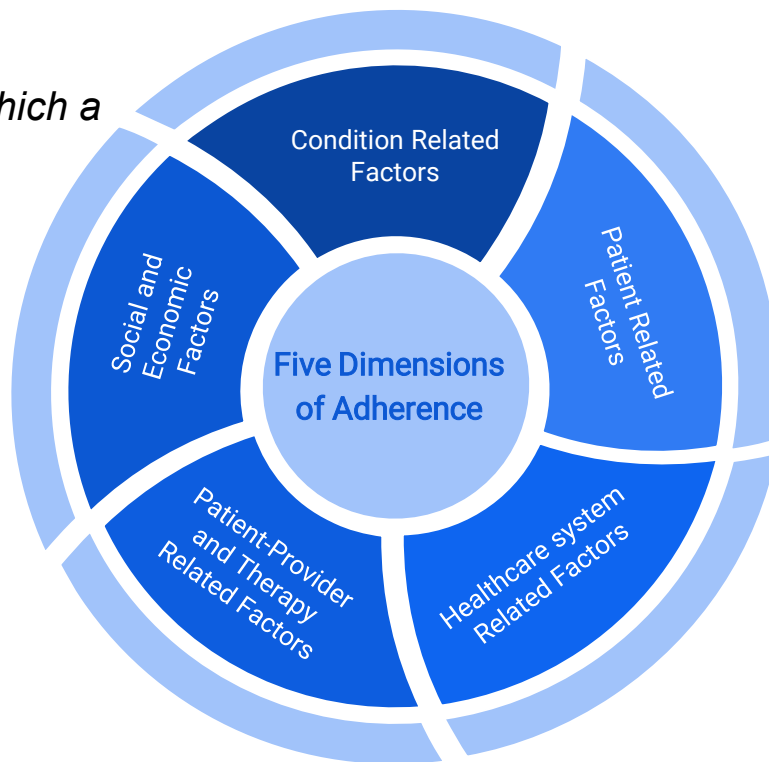 hich a
Condition Related
Factors
Patient Related
Factors
Healthcare system
Related Factors
Patient-Provider
and Therapy
Related Factors
Social and
Economic
Factors
Five Dimensions
of Adherence